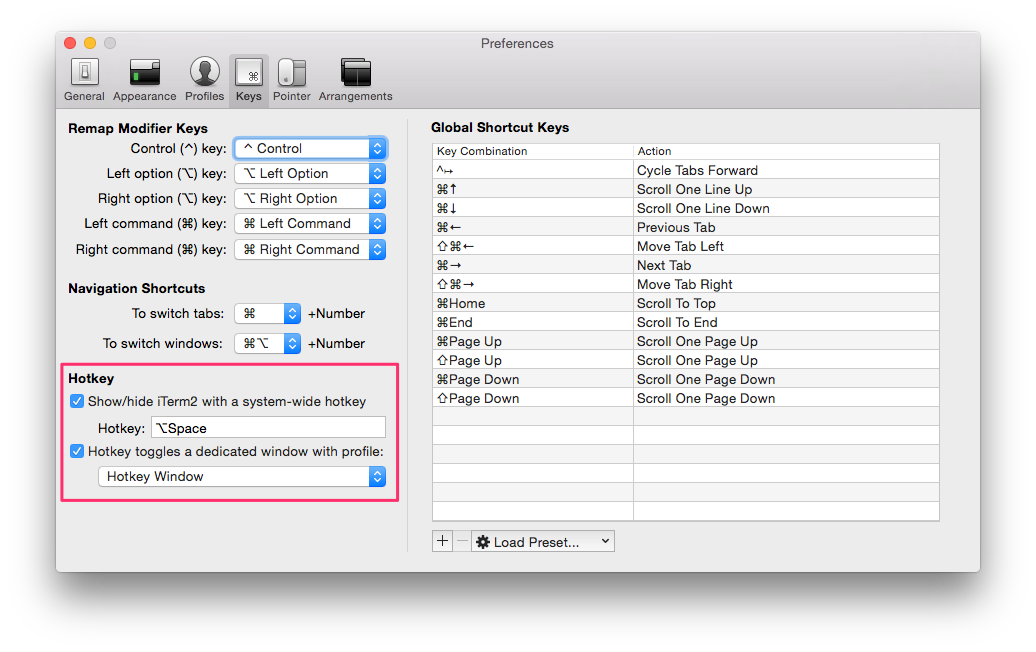 Preferences
General Appearance Profiles Keys Pointer Arrangements
Remap Modifier Keys
Control (^) key: ^ Control
Left option (⌥) key: ⌥ Left Option
Right option (⌥) key: ⌥ Right Option
Left command (⌘) key: ⌘ Left Command
Right command (⌘) key: ⌘ Right Command
Navigation Shortcuts
To switch tabs: ⌘ +Number
To switch windows: ⌘⌥ +Number
Hotkey
Show/hide iTerm2 with a system-wide hotkey
Hotkey: ⌥Space
Hotkey toggles a dedicated window with profile:
Hotkey Window
Global Shortcut Keys
Key Combination Action
^↦ Cycle Tabs Forward
⌘↑ Scroll One Line Up
⌘↓ Scroll One Line Down
⌘← Previous Tab
⇧⌘← Move Tab Left
⌘→ Next Tab
⇧⌘→ Move Tab Right
⌘Home Scroll To Top
⌘End Scroll To End
⌘Page Up Scroll One Page Up
⇧Page Up Scroll One Page Up
⌘Page Down Scroll One Page Down
⇧Page Down Scroll One Page Down
+ − Load Preset...